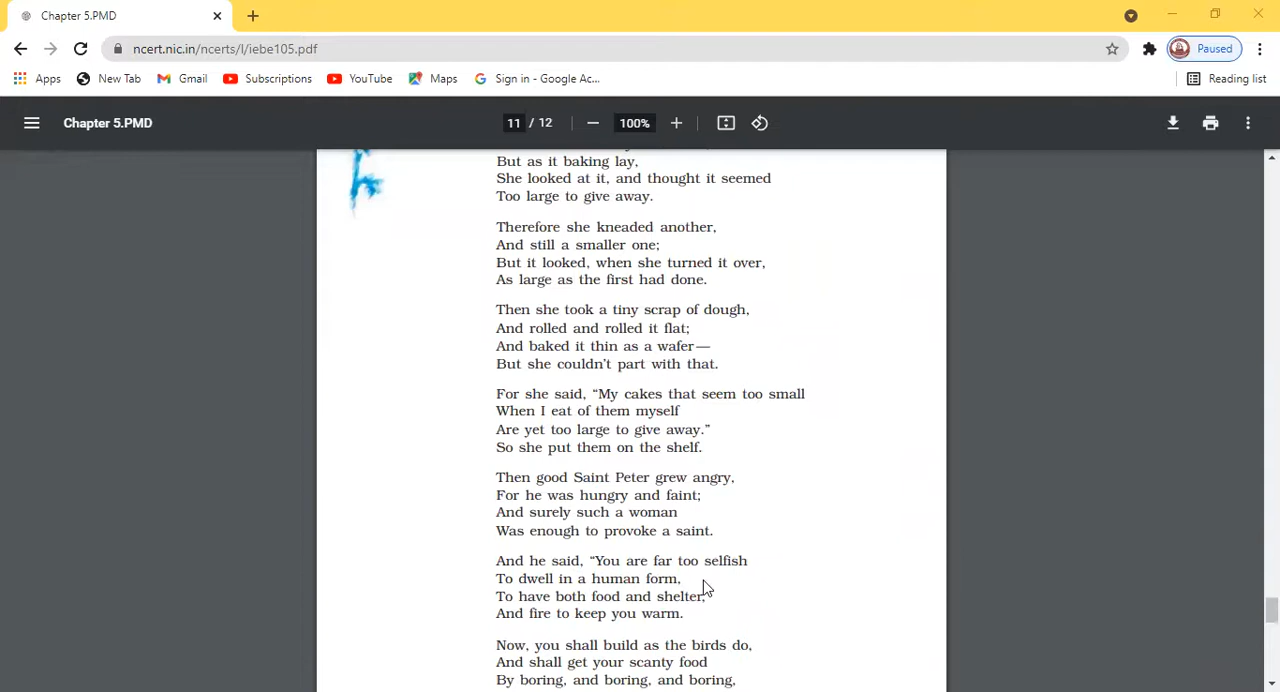 Chapter 5.PMD
ncert.nic.in/ncerts/l/iebe105.pdf
Paused
Apps
New Tab
Gmail
Subscriptions
YouTube
Maps
Sign in - Google Ac...
Reading list
Chapter 5.PMD
11 / 12
100%
But as it baking lay,
She looked at it, and thought it seemed
Too large to give away.
Therefore she kneaded another,
And still a smaller one;
But it looked, when she turned it over,
As large as the first had done.
Then she took a tiny scrap of dough,
And rolled and rolled it flat;
And baked it thin as a wafer—
But she couldn't part with that.
For she said, “My cakes that seem too small
When I eat of them myself
Are yet too large to give away.”
So she put them on the shelf.
Then good Saint Peter grew angry,
For he was hungry and faint;
And surely such a woman
Was enough to provoke a saint.
And he said, “You are far too selfish
To dwell in a human form,
To have both food and shelter,
And fire to keep you warm.
Now, you shall build as the birds do,
And shall get your scanty food
By boring, and boring, and boring,